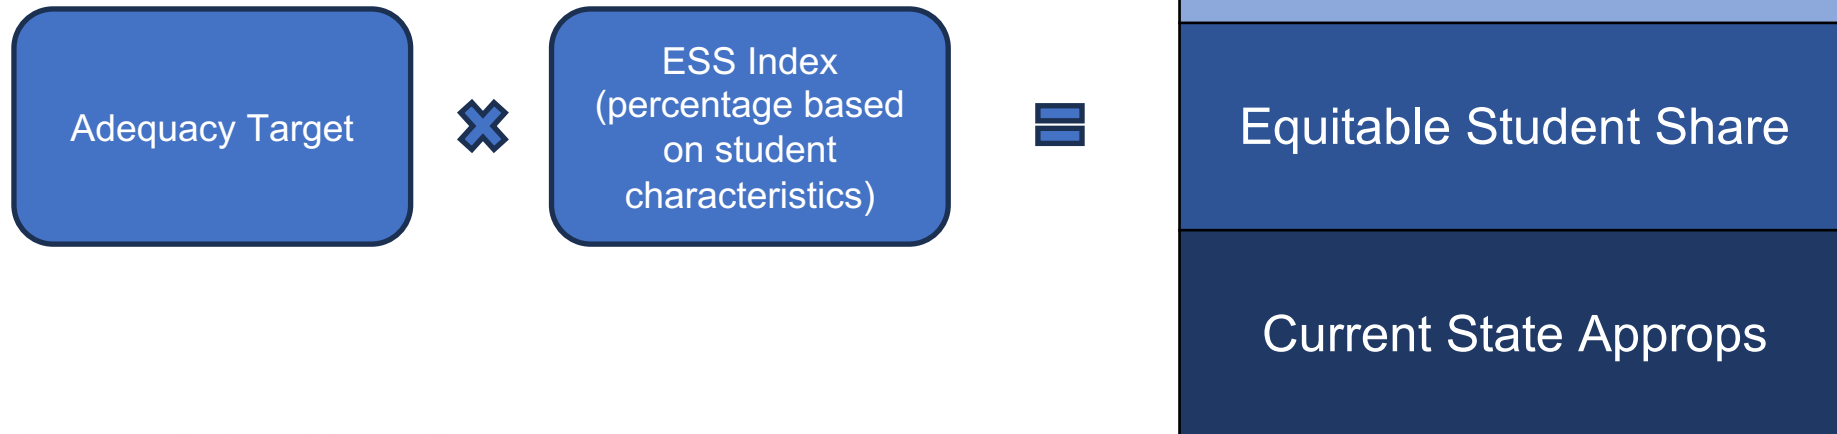 Adequacy Target
ESS Index
(percentage based
on student
characteristics)
Equitable Student Share
Current State Approps